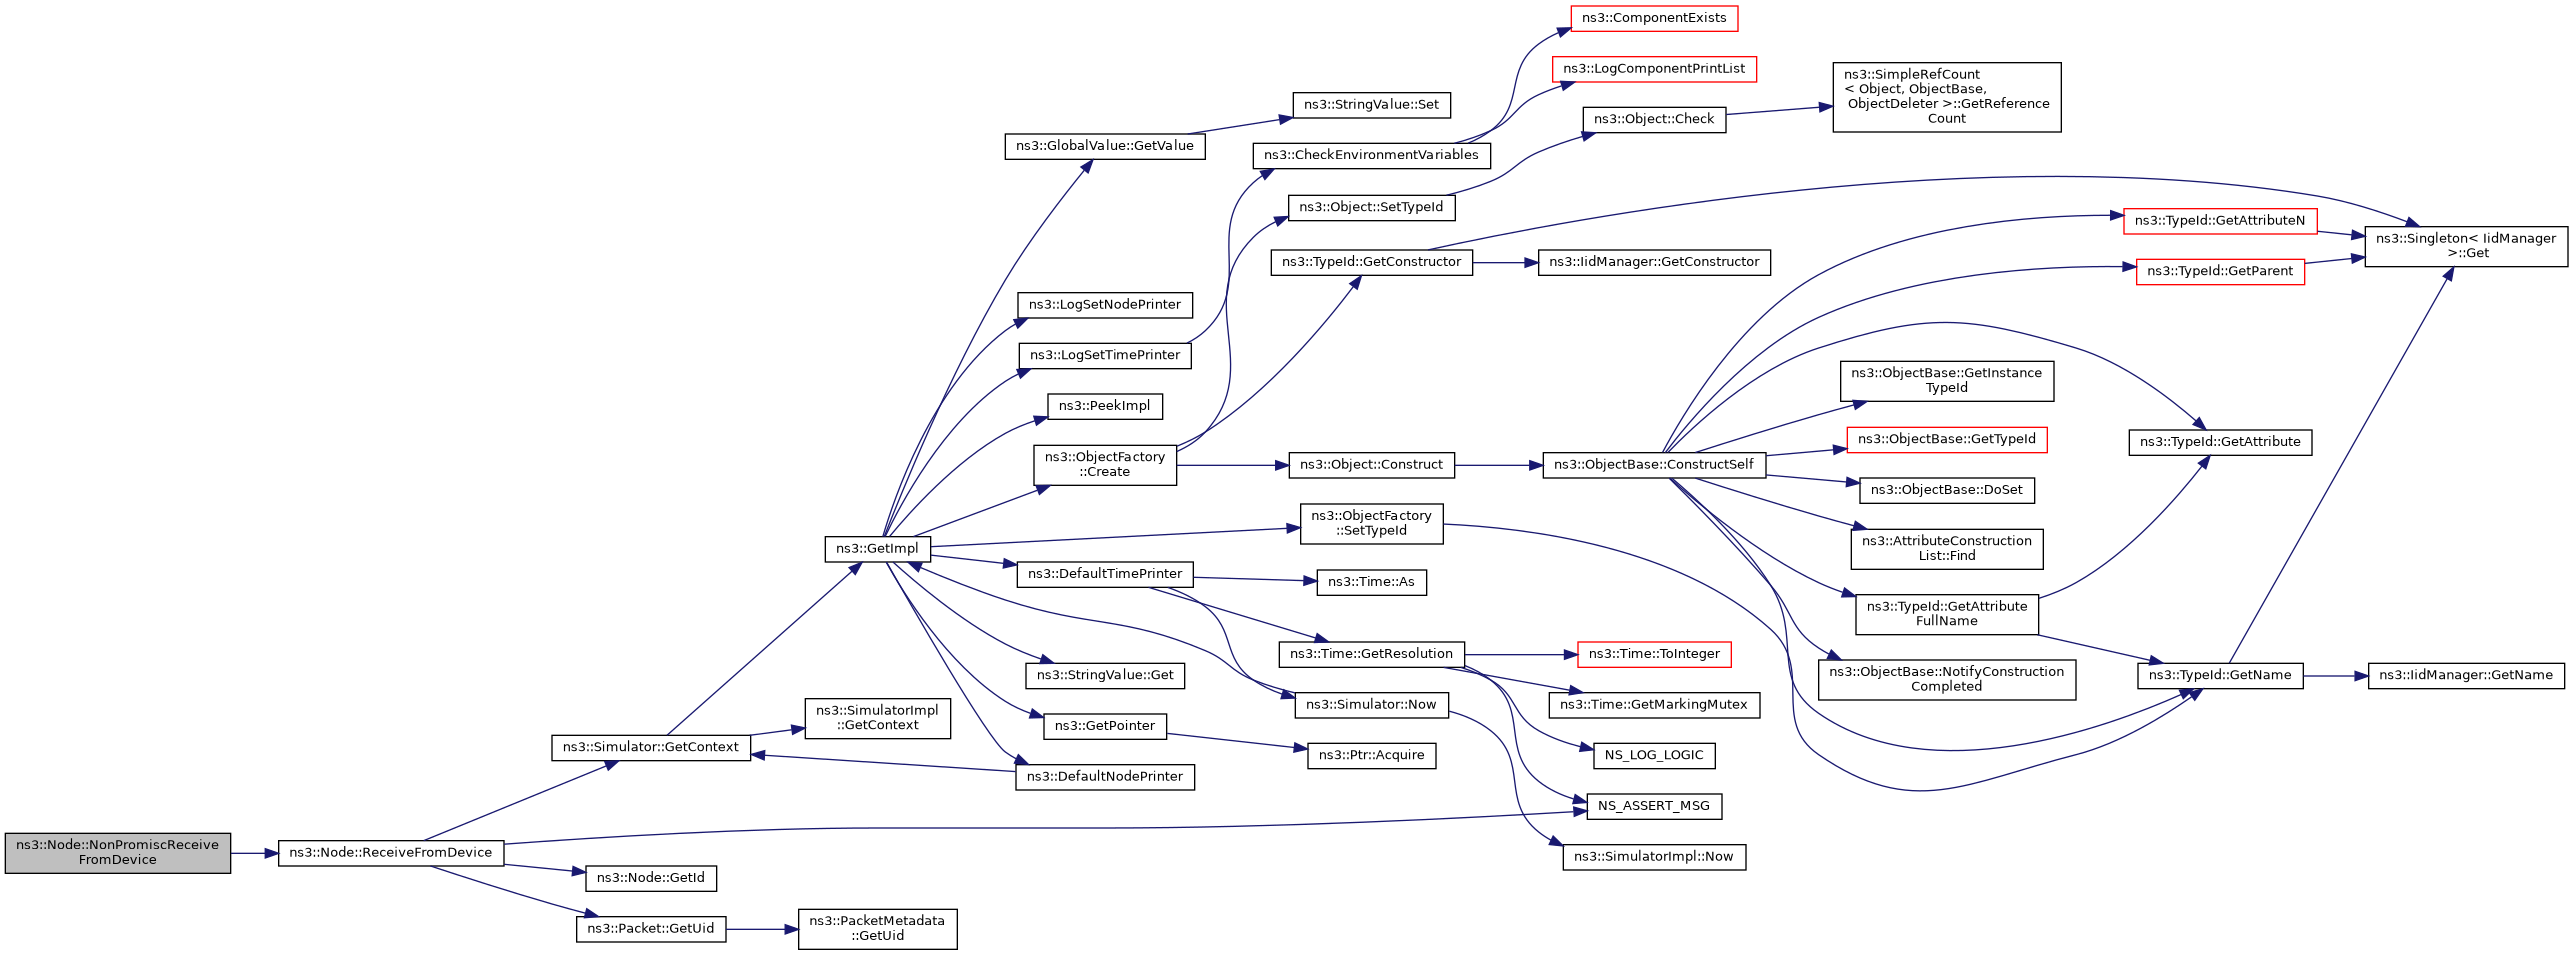 ns3::Node::NonPromiscReceive
FromDevice
ns3::Node::ReceiveFromDevice
ns3::Simulator::GetContext
ns3::Node::GetId
ns3::Packet::GetUid
ns3::SimulatorImpl
::GetContext
ns3::PacketMetadata
::GetUid
ns3::GetImpl
ns3::GlobalValue::GetValue
ns3::LogSetNodePrinter
ns3::LogSetTimePrinter
ns3::PeekImpl
ns3::ObjectFactory
::Create
ns3::DefaultTimePrinter
ns3::StringValue::Get
ns3::GetPointer
ns3::DefaultNodePrinter
ns3::StringValue::Set
ns3::CheckEnvironmentVariables
ns3::Object::SetTypeId
ns3::TypeId::GetConstructor
ns3::Object::Construct
ns3::ObjectFactory
::SetTypeId
ns3::Time::As
ns3::Time::GetResolution
ns3::Simulator::Now
ns3::Ptr::Acquire
ns3::ComponentExists
ns3::LogComponentPrintList
ns3::Object::Check
ns3::IidManager::GetConstructor
ns3::ObjectBase::ConstructSelf
ns3::Time::ToInteger
ns3::Time::GetMarkingMutex
NS_LOG_LOGIC
NS_ASSERT_MSG
ns3::SimulatorImpl::Now
ns3::SimpleRefCount
< Object, ObjectBase,
ObjectDeleter >::GetReference
Count
ns3::ObjectBase::GetInstance
TypeId
ns3::ObjectBase::GetTypeId
ns3::ObjectBase::DoSet
ns3::AttributeConstruction
List::Find
ns3::TypeId::GetAttribute
FullName
ns3::ObjectBase::NotifyConstruction
Completed
ns3::TypeId::GetAttributeN
ns3::TypeId::GetParent
ns3::TypeId::GetAttribute
ns3::TypeId::GetName
ns3::Singleton< IidManager
>::Get
ns3::IidManager::GetName